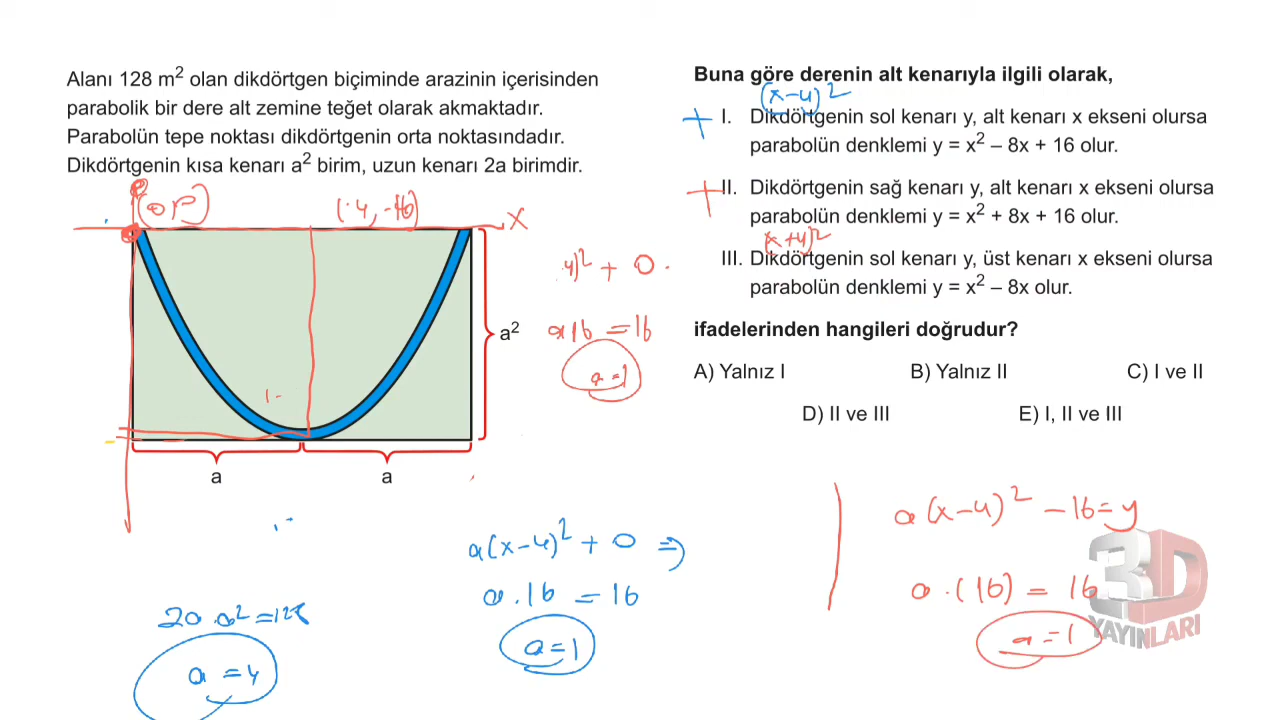 Alanı 128 m² olan dikdörtgen biçiminde arazinin içerisinden
parabolik bir dere alt zemine teğet olarak akmaktadır.
Parabolün tepe noktası dikdörtgenin orta noktasındadır.
Dikdörtgenin kısa kenarı a² birim, uzun kenarı 2a birimdir.
(4, -16)
x
a²
a
a
4)² + 0
a16 = 16
a=1
2a.a²=128
a = 4
a(x-4)² + 0 ⇒
a.16 = 16
a=1
Buna göre derenin alt kenarıyla ilgili olarak,
(x-4)²
+ I. Dikdörtgenin sol kenarı y, alt kenarı x ekseni olursa
parabolün denklemi y = x² – 8x + 16 olur.
+ II. Dikdörtgenin sağ kenarı y, alt kenarı x ekseni olursa
parabolün denklemi y = x² + 8x + 16 olur.
(x+4)²
III. Dikdörtgenin sol kenarı y, üst kenarı x ekseni olursa
parabolün denklemi y = x² – 8x olur.
ifadelerinden hangileri doğrudur?
A) Yalnız I B) Yalnız II C) I ve II
D) II ve III E) I, II ve III
a(x-4)² - 16=y
a.(16) = 16
a=1
3D
YAYINLARI